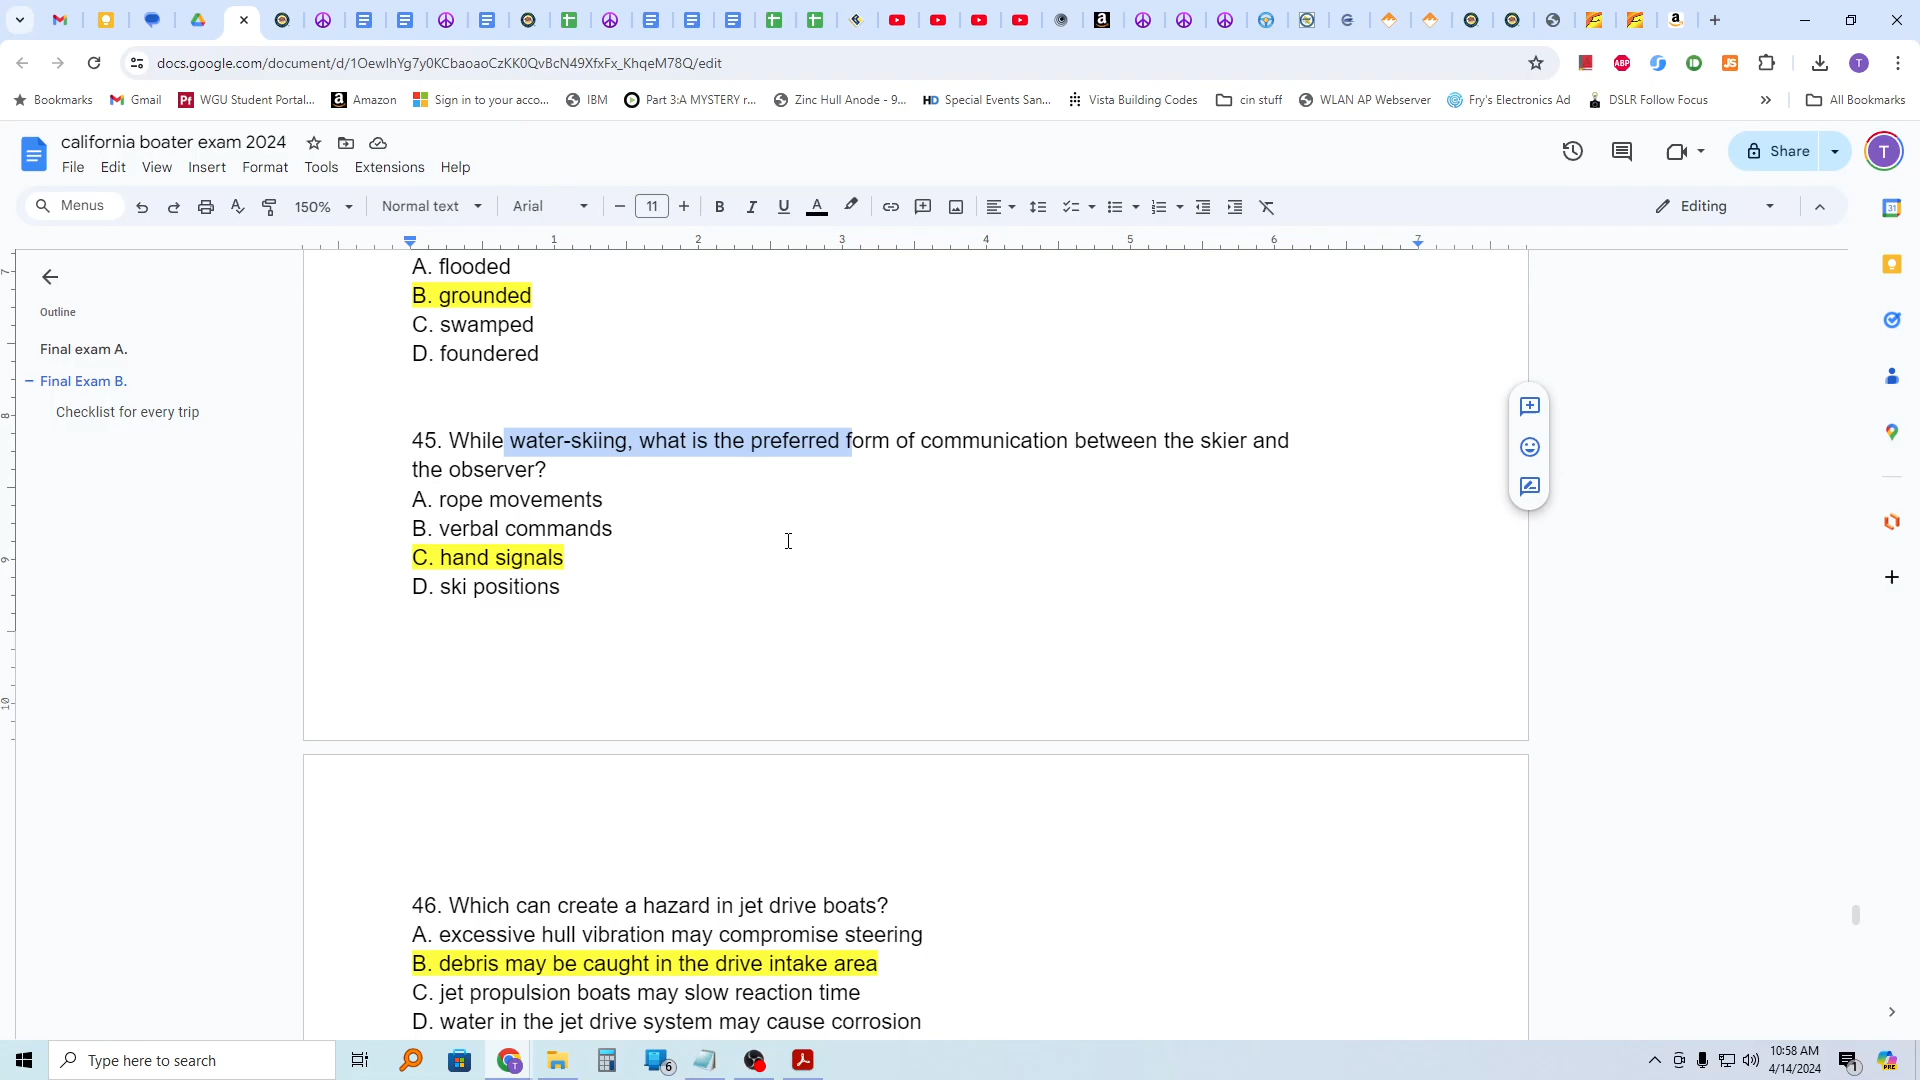 docs.google.com/document/d/1OewlhYg7y0KCbaoaoCzKK0QvBcN49XfxFx_KhqeM78Q/edit
Bookmarks Gmail WGU Student Portal... Amazon Sign in to your acco... IBM Part 3:A MYSTERY r... Zinc Hull Anode - 9... Special Events San... Vista Building Codes cin stuff WLAN AP Webserver Fry's Electronics Ad DSLR Follow Focus » All Bookmarks
california boater exam 2024
File Edit View Insert Format Tools Extensions Help
Share
Menus 150% Normal text Arial 11 Editing
1 2 3 4 5 6 7
Outline
Final exam A.
Final Exam B.
Checklist for every trip
A. flooded
B. grounded
C. swamped
D. foundered
45. While water-skiing, what is the preferred form of communication between the skier and
the observer?
A. rope movements
B. verbal commands
C. hand signals
D. ski positions
46. Which can create a hazard in jet drive boats?
A. excessive hull vibration may compromise steering
B. debris may be caught in the drive intake area
C. jet propulsion boats may slow reaction time
D. water in the jet drive system may cause corrosion
Type here to search
10:58 AM
4/14/2024